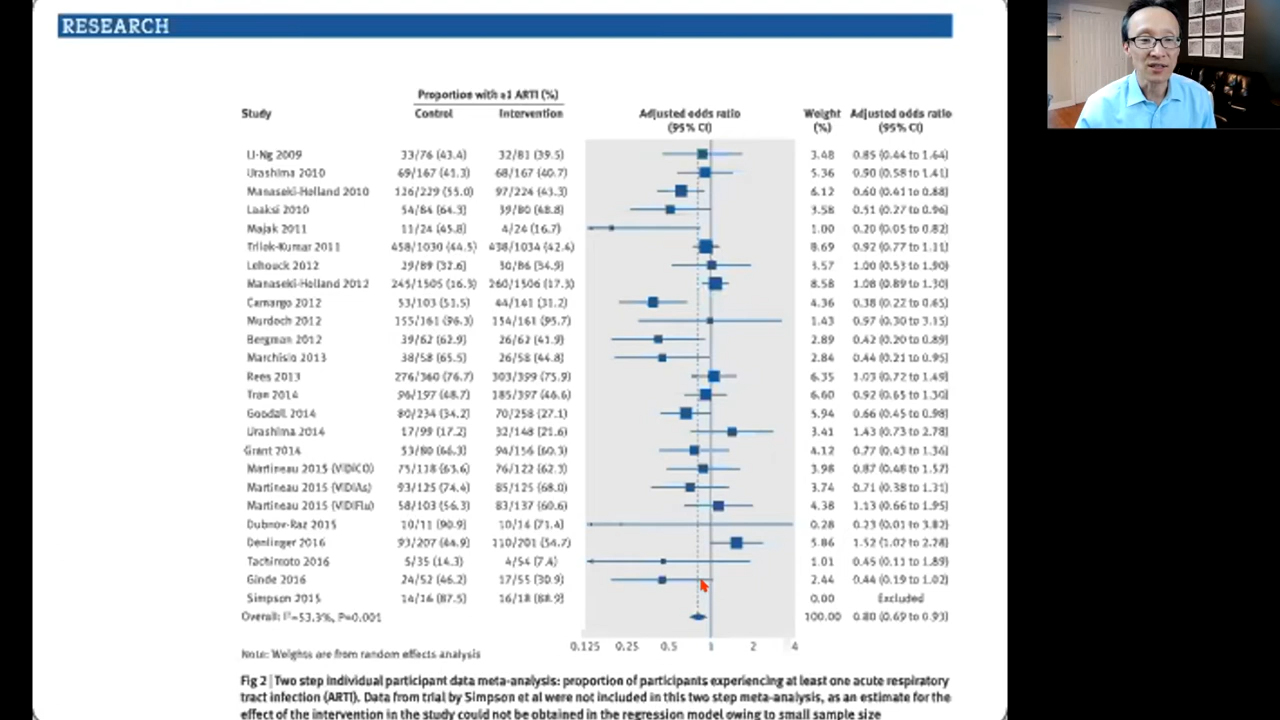 RESEARCH
Proportion with ≥1 ARTI (%)
Study Control Intervention Adjusted odds ratio (95% CI) Weight (%) Adjusted odds ratio (95% CI)
Li-Ng 2009 33/76 (43.4) 32/81 (39.5) 3.48 0.85 (0.44 to 1.64)
Urashima 2010 69/167 (41.3) 68/167 (40.7) 5.36 0.90 (0.58 to 1.41)
Manaseki-Holland 2010 126/229 (55.0) 97/224 (43.3) 6.12 0.60 (0.41 to 0.88)
Laaksi 2010 54/84 (64.3) 39/80 (48.8) 3.58 0.51 (0.27 to 0.96)
Majak 2011 11/24 (45.8) 4/24 (16.7) 1.00 0.20 (0.05 to 0.82)
Trilok-Kumar 2011 458/1030 (44.5) 438/1034 (42.4) 8.69 0.92 (0.77 to 1.11)
Lehouck 2012 29/89 (32.6) 30/86 (34.9) 3.57 1.00 (0.53 to 1.90)
Manaseki-Holland 2012 245/1505 (16.3) 260/1506 (17.3) 8.58 1.08 (0.89 to 1.30)
Camargo 2012 53/103 (51.5) 44/141 (31.2) 4.36 0.38 (0.22 to 0.65)
Murdoch 2012 155/161 (96.3) 154/161 (95.7) 1.43 0.97 (0.30 to 3.15)
Bergman 2012 39/62 (62.9) 26/62 (41.9) 2.89 0.42 (0.20 to 0.89)
Marchisio 2013 38/58 (65.5) 26/58 (44.8) 2.84 0.44 (0.21 to 0.95)
Rees 2013 276/360 (76.7) 303/399 (75.9) 6.35 1.03 (0.72 to 1.49)
Tran 2014 96/197 (48.7) 185/397 (46.6) 6.60 0.92 (0.65 to 1.30)
Goodall 2014 80/234 (34.2) 70/258 (27.1) 5.94 0.66 (0.45 to 0.98)
Urashima 2014 17/99 (17.2) 32/148 (21.6) 3.41 1.43 (0.73 to 2.78)
Grant 2014 53/80 (66.3) 94/156 (60.3) 4.12 0.77 (0.43 to 1.36)
Martineau 2015 (ViDiCO) 75/118 (63.6) 76/122 (62.3) 3.98 0.87 (0.48 to 1.57)
Martineau 2015 (ViDiAs) 93/125 (74.4) 85/125 (68.0) 3.74 0.71 (0.38 to 1.31)
Martineau 2015 (ViDiFlu) 58/103 (56.3) 83/137 (60.6) 4.38 1.13 (0.66 to 1.95)
Dubnov-Raz 2015 10/11 (90.9) 10/14 (71.4) 0.28 0.23 (0.01 to 3.82)
Denlinger 2016 93/207 (44.9) 110/201 (54.7) 5.86 1.52 (1.02 to 2.28)
Tachimoto 2016 5/35 (14.3) 4/54 (7.4) 1.01 0.45 (0.11 to 1.89)
Ginde 2016 24/52 (46.2) 17/55 (30.9) 2.44 0.44 (0.19 to 1.02)
Simpson 2015 14/16 (87.5) 16/18 (88.9) 0.00 Excluded
Overall: I²=53.3%, P=0.001 100.00 0.80 (0.69 to 0.93)
0.125 0.25 0.5 1 2 4
Note: Weights are from random effects analysis
Fig 2 | Two step individual participant data meta-analysis: proportion of participants experiencing at least one acute respiratory
tract infection (ARTI). Data from trial by Simpson et al were not included in this two step meta-analysis, as an estimate for the
effect of the intervention in the study could not be obtained in the regression model owing to small sample size